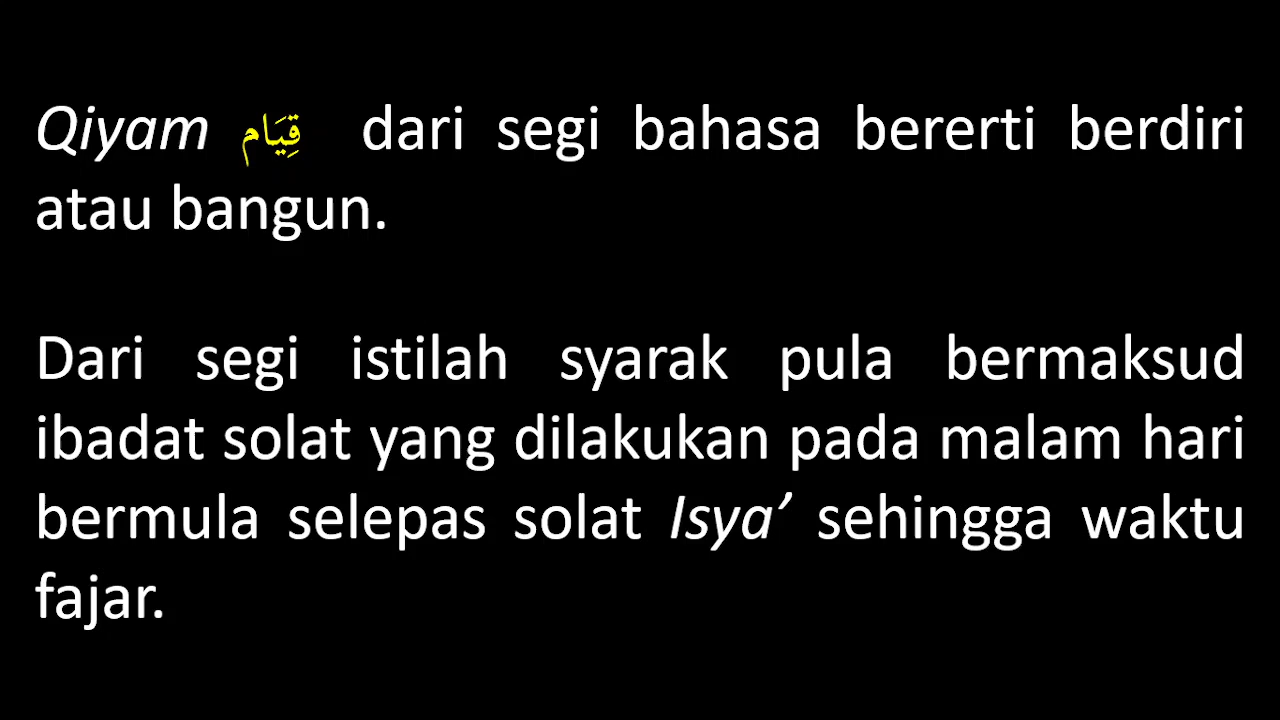 Qiyam قِيَام dari segi bahasa bererti berdiri
atau bangun.
Dari segi istilah syarak pula bermaksud
ibadat solat yang dilakukan pada malam hari
bermula selepas solat Isya’ sehingga waktu
fajar.